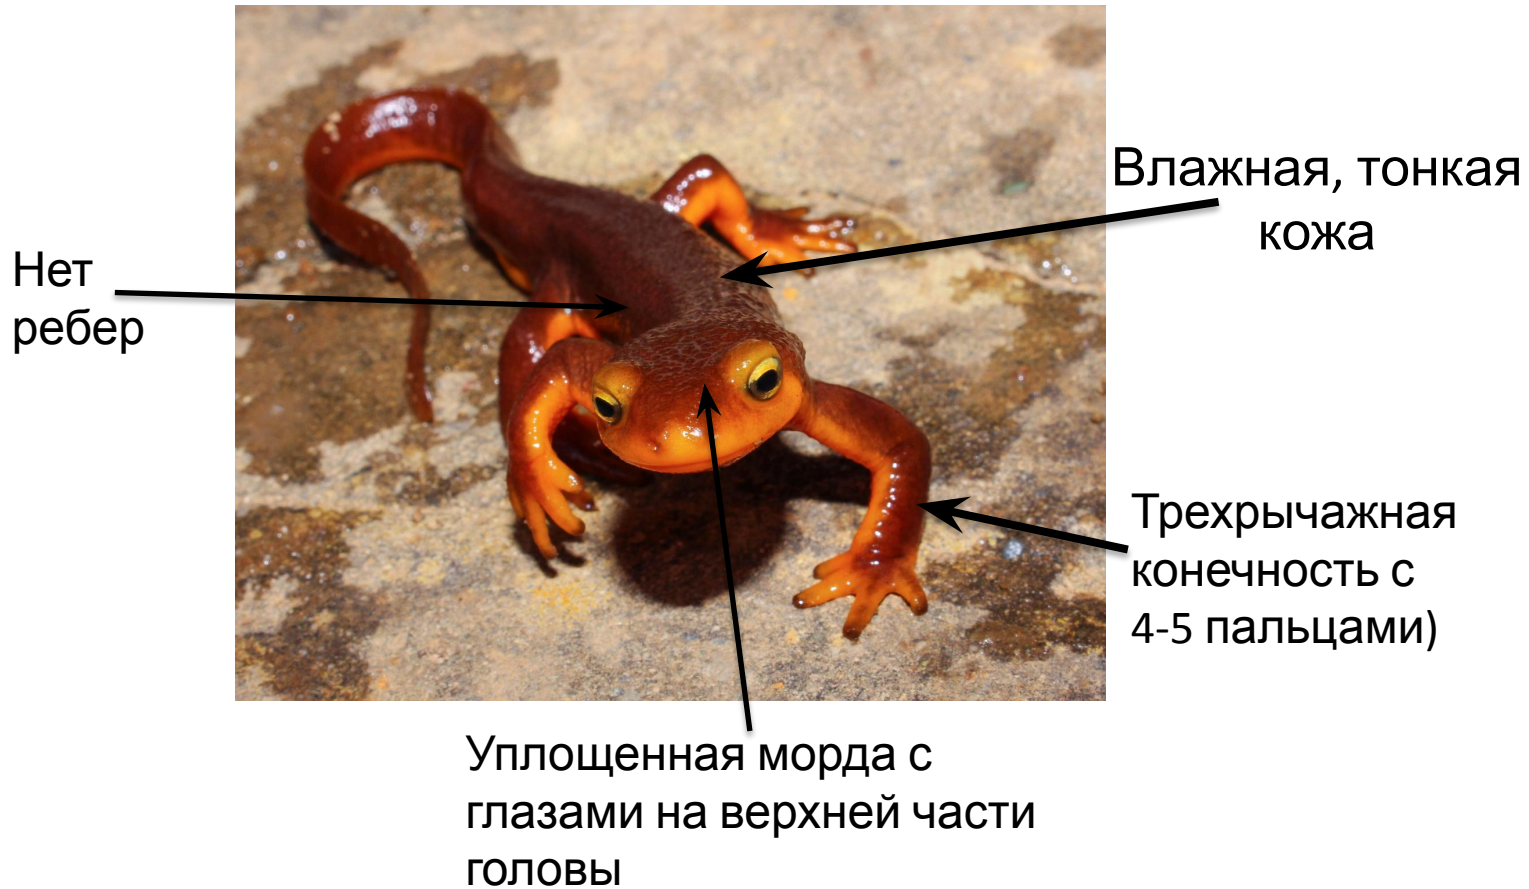 Влажная, тонкая
кожа
Нет
ребер
Трехрычажная
конечность с
4-5 пальцами)
Уплощенная морда с
глазами на верхней части
головы